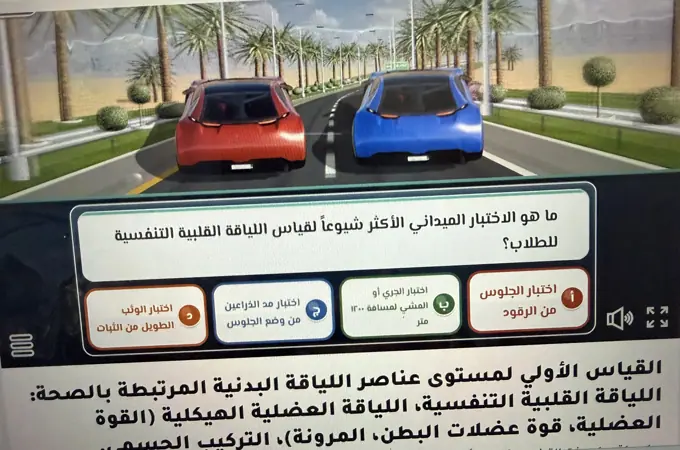 ما هو الاختبار الميداني الأكثر شيوعاً لقياس اللياقة القلبية التنفسية
للطلاب؟
أ
اختبار الجلوس
من الرقود
ب
اختبار الجري أو
المشي لمسافة ١٢٠٠
متر
ج
اختبار مد الذراعين
من وضع الجلوس
د
اختبار الوثب
الطويل من الثبات
القياس الأولي لمستوى عناصر اللياقة البدنية المرتبطة بالصحة:
اللياقة القلبية التنفسية، اللياقة العضلية الهيكلية (القوة
العضلية، قوة عضلات البطن، المرونة)، التركيب الجسمي.